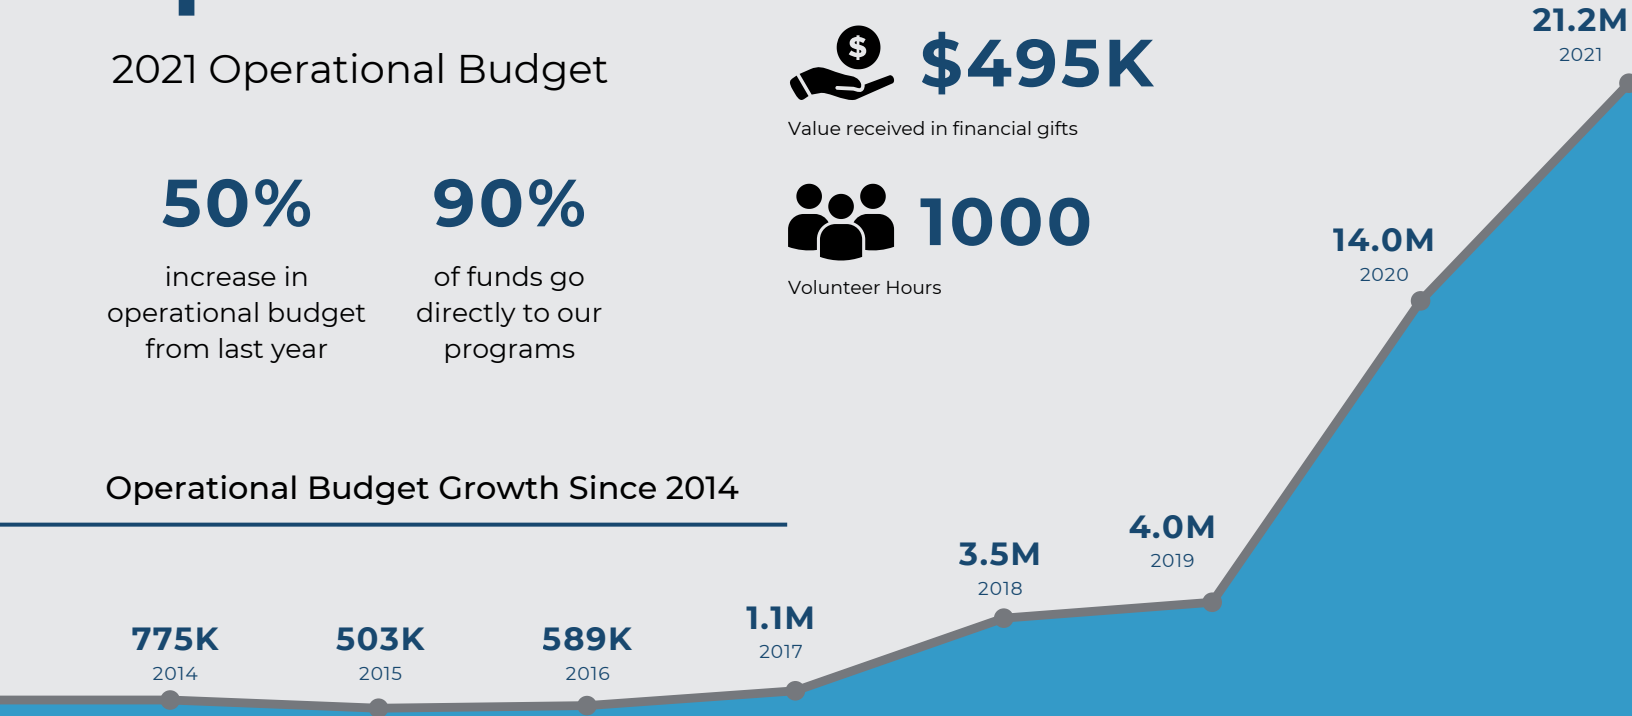 2021 Operational Budget
50%
increase in
operational budget
from last year
90%
of funds go
directly to our
programs
$
$495K
Value received in financial gifts
1000
Volunteer Hours
Operational Budget Growth Since 2014
775K
2014
503K
2015
589K
2016
1.1M
2017
3.5M
2018
4.0M
2019
14.0M
2020
21.2M
2021